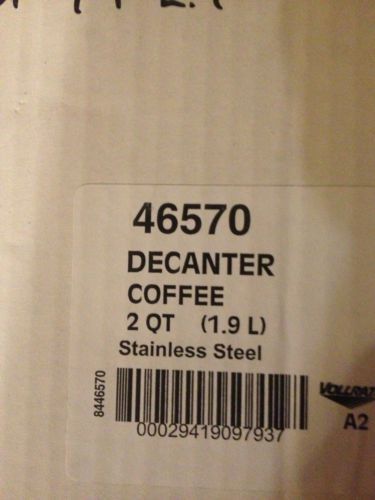 46570
DECANTER
COFFEE
2 QT (1.9 L)
Stainless Steel
8446570
00029419097937
A2